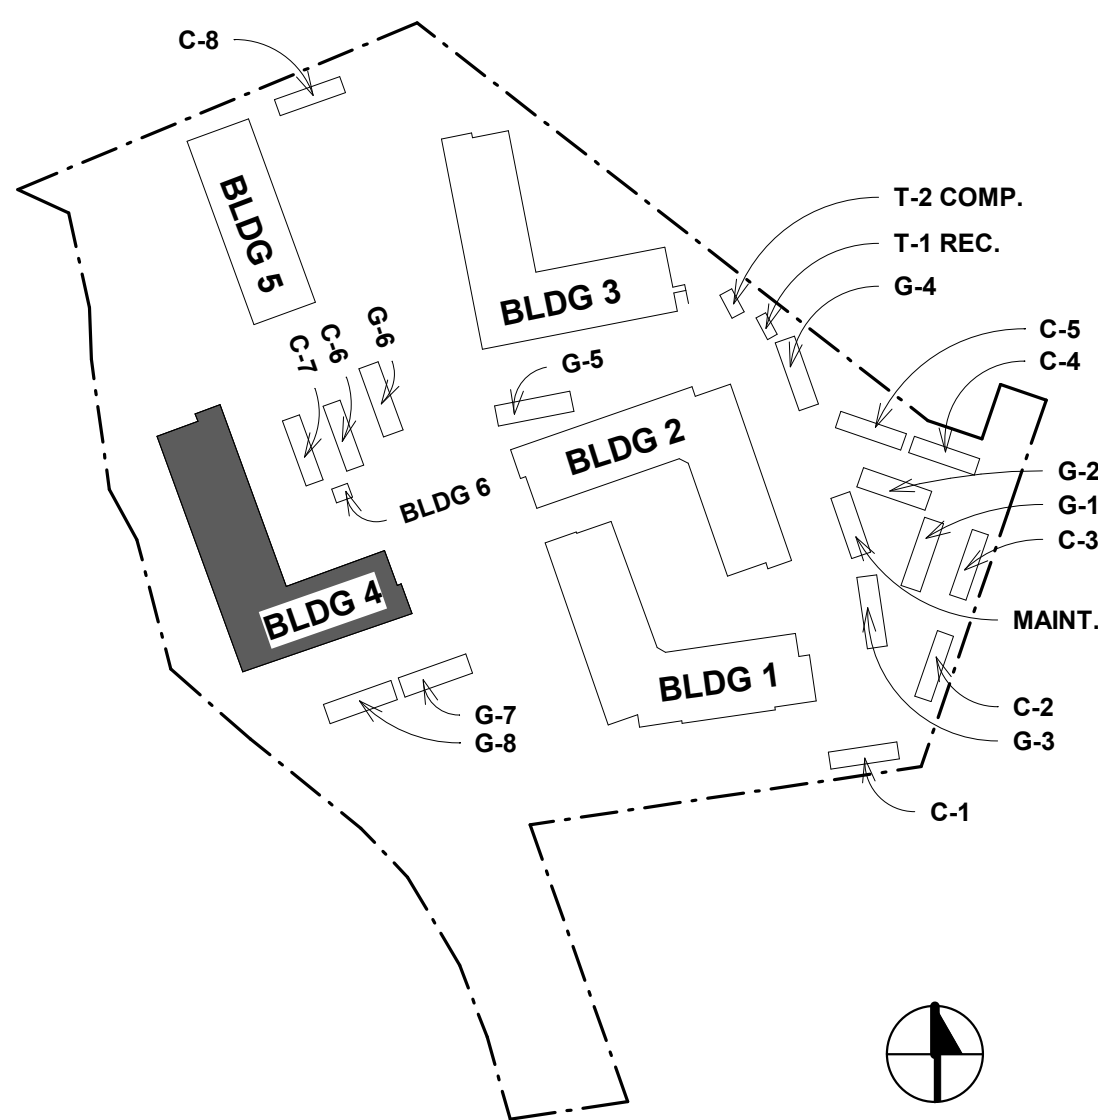 C-8
BLDG 5
T-2 COMP.
T-1 REC.
G-4
BLDG 3
C-7
C-6
G-6
G-5
C-5
C-4
BLDG 2
G-2
BLDG 6
G-1
C-3
BLDG 4
MAINT.
BLDG 1
C-2
G-7
G-3
G-8
C-1